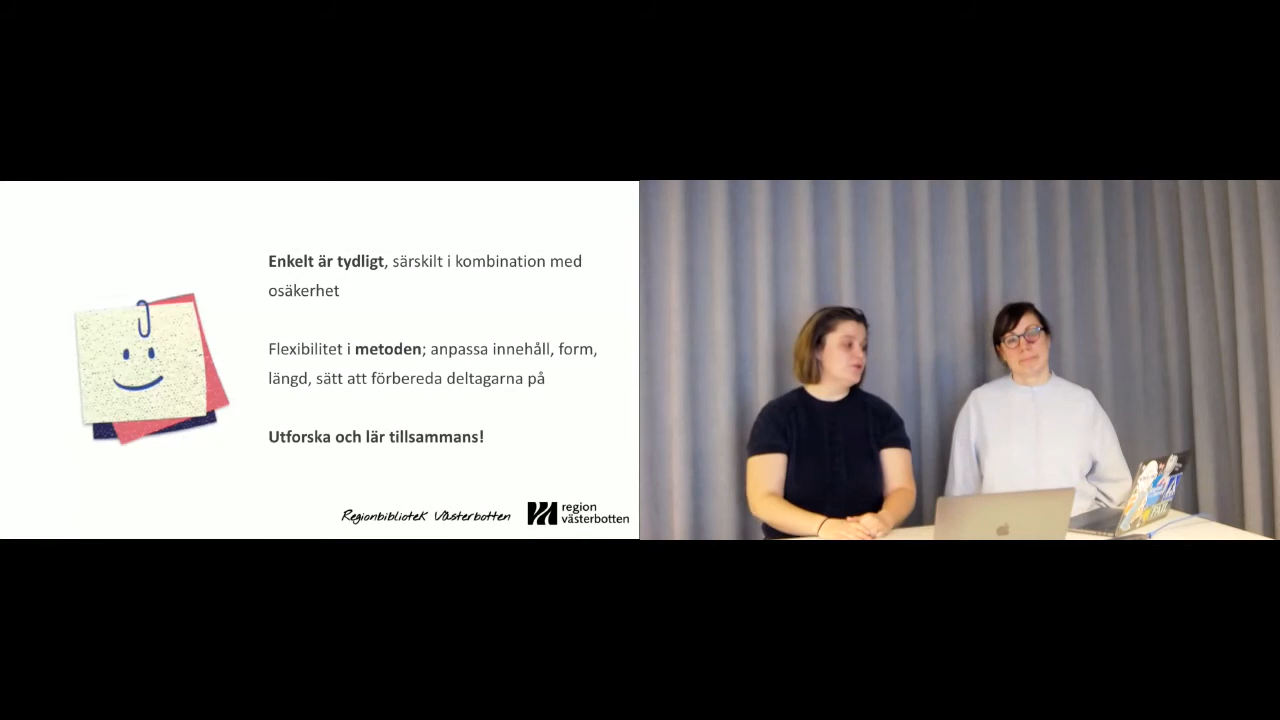 Enkelt är tydligt, särskilt i kombination med
osäkerhet
Flexibilitet i metoden; anpassa innehåll, form,
längd, sätt att förbereda deltagarna på
Utforska och lär tillsammans!
Regionbibliotek Västerbotten
region
västerbotten